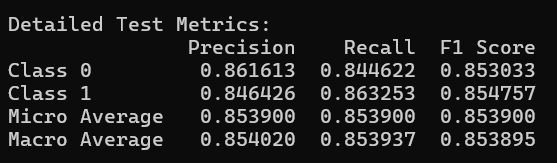 Detailed Test Metrics:
Precision Recall F1 Score
Class 0 0.861613 0.844622 0.853033
Class 1 0.846426 0.863253 0.854757
Micro Average 0.853900 0.853900 0.853900
Macro Average 0.854020 0.853937 0.853895